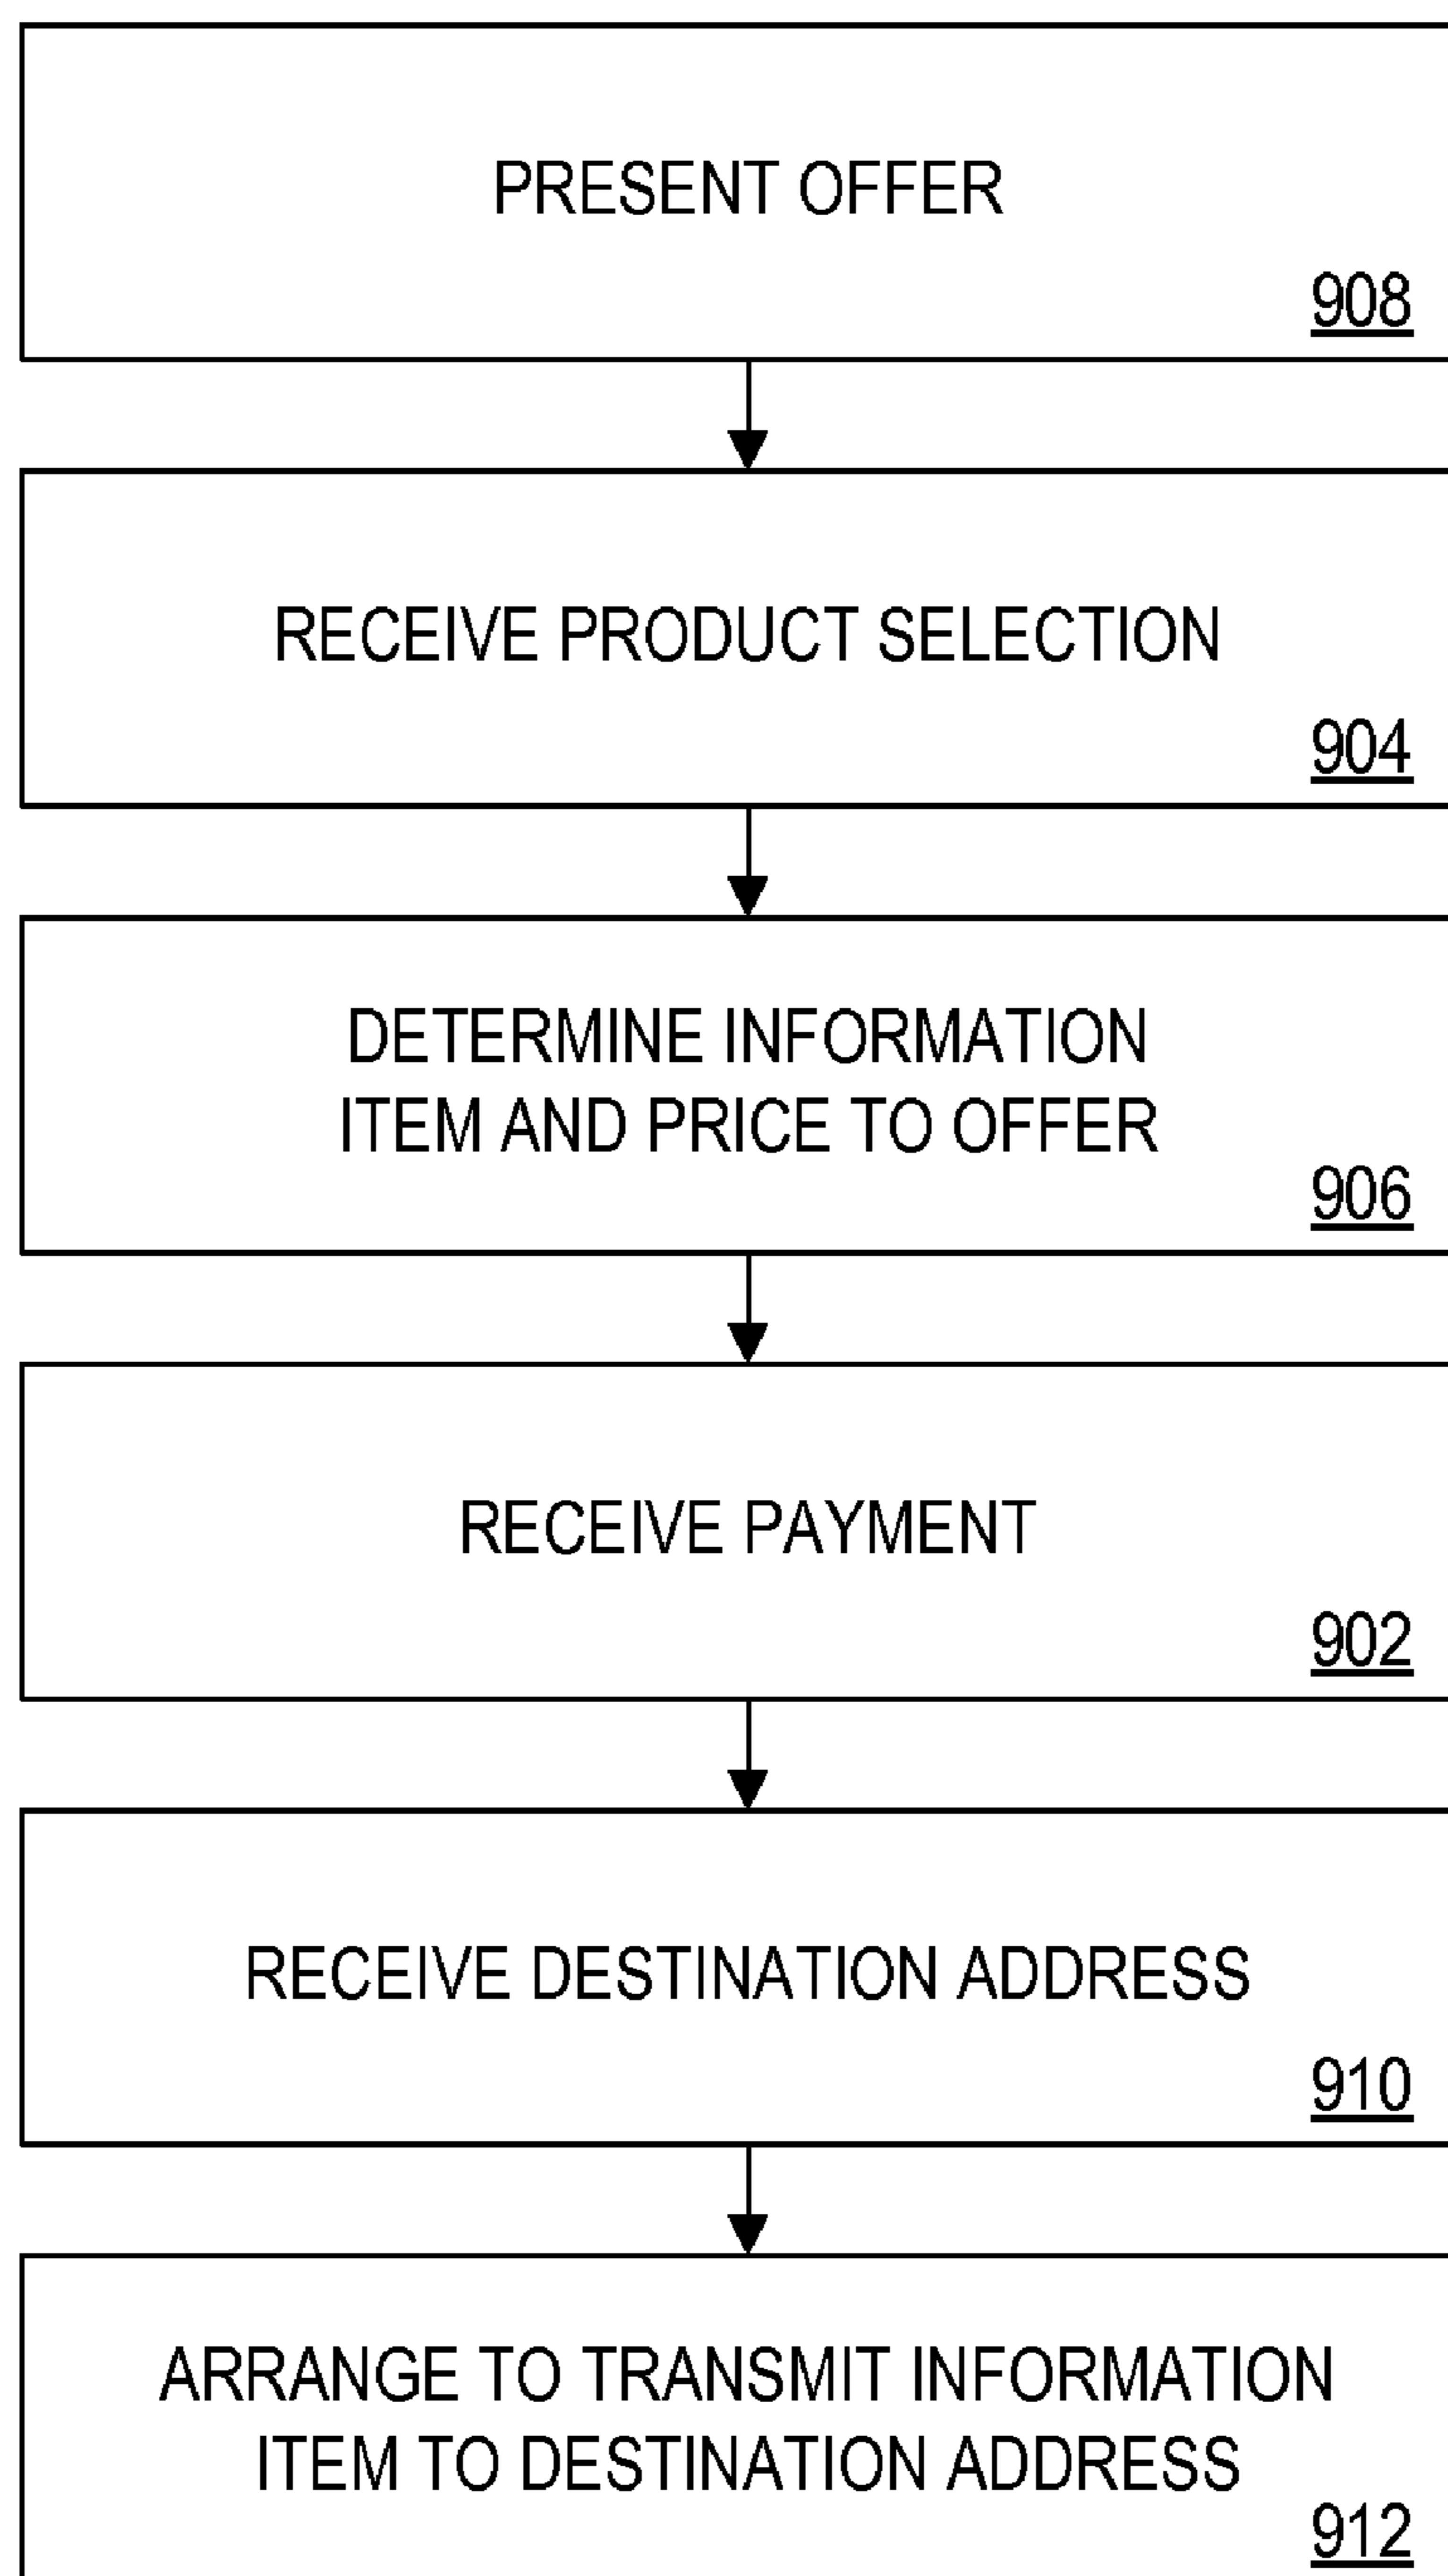 PRESENT OFFER
908
RECEIVE PRODUCT SELECTION
904
DETERMINE INFORMATION
ITEM AND PRICE TO OFFER
906
RECEIVE PAYMENT
902
RECEIVE DESTINATION ADDRESS
910
ARRANGE TO TRANSMIT INFORMATION
ITEM TO DESTINATION ADDRESS
912